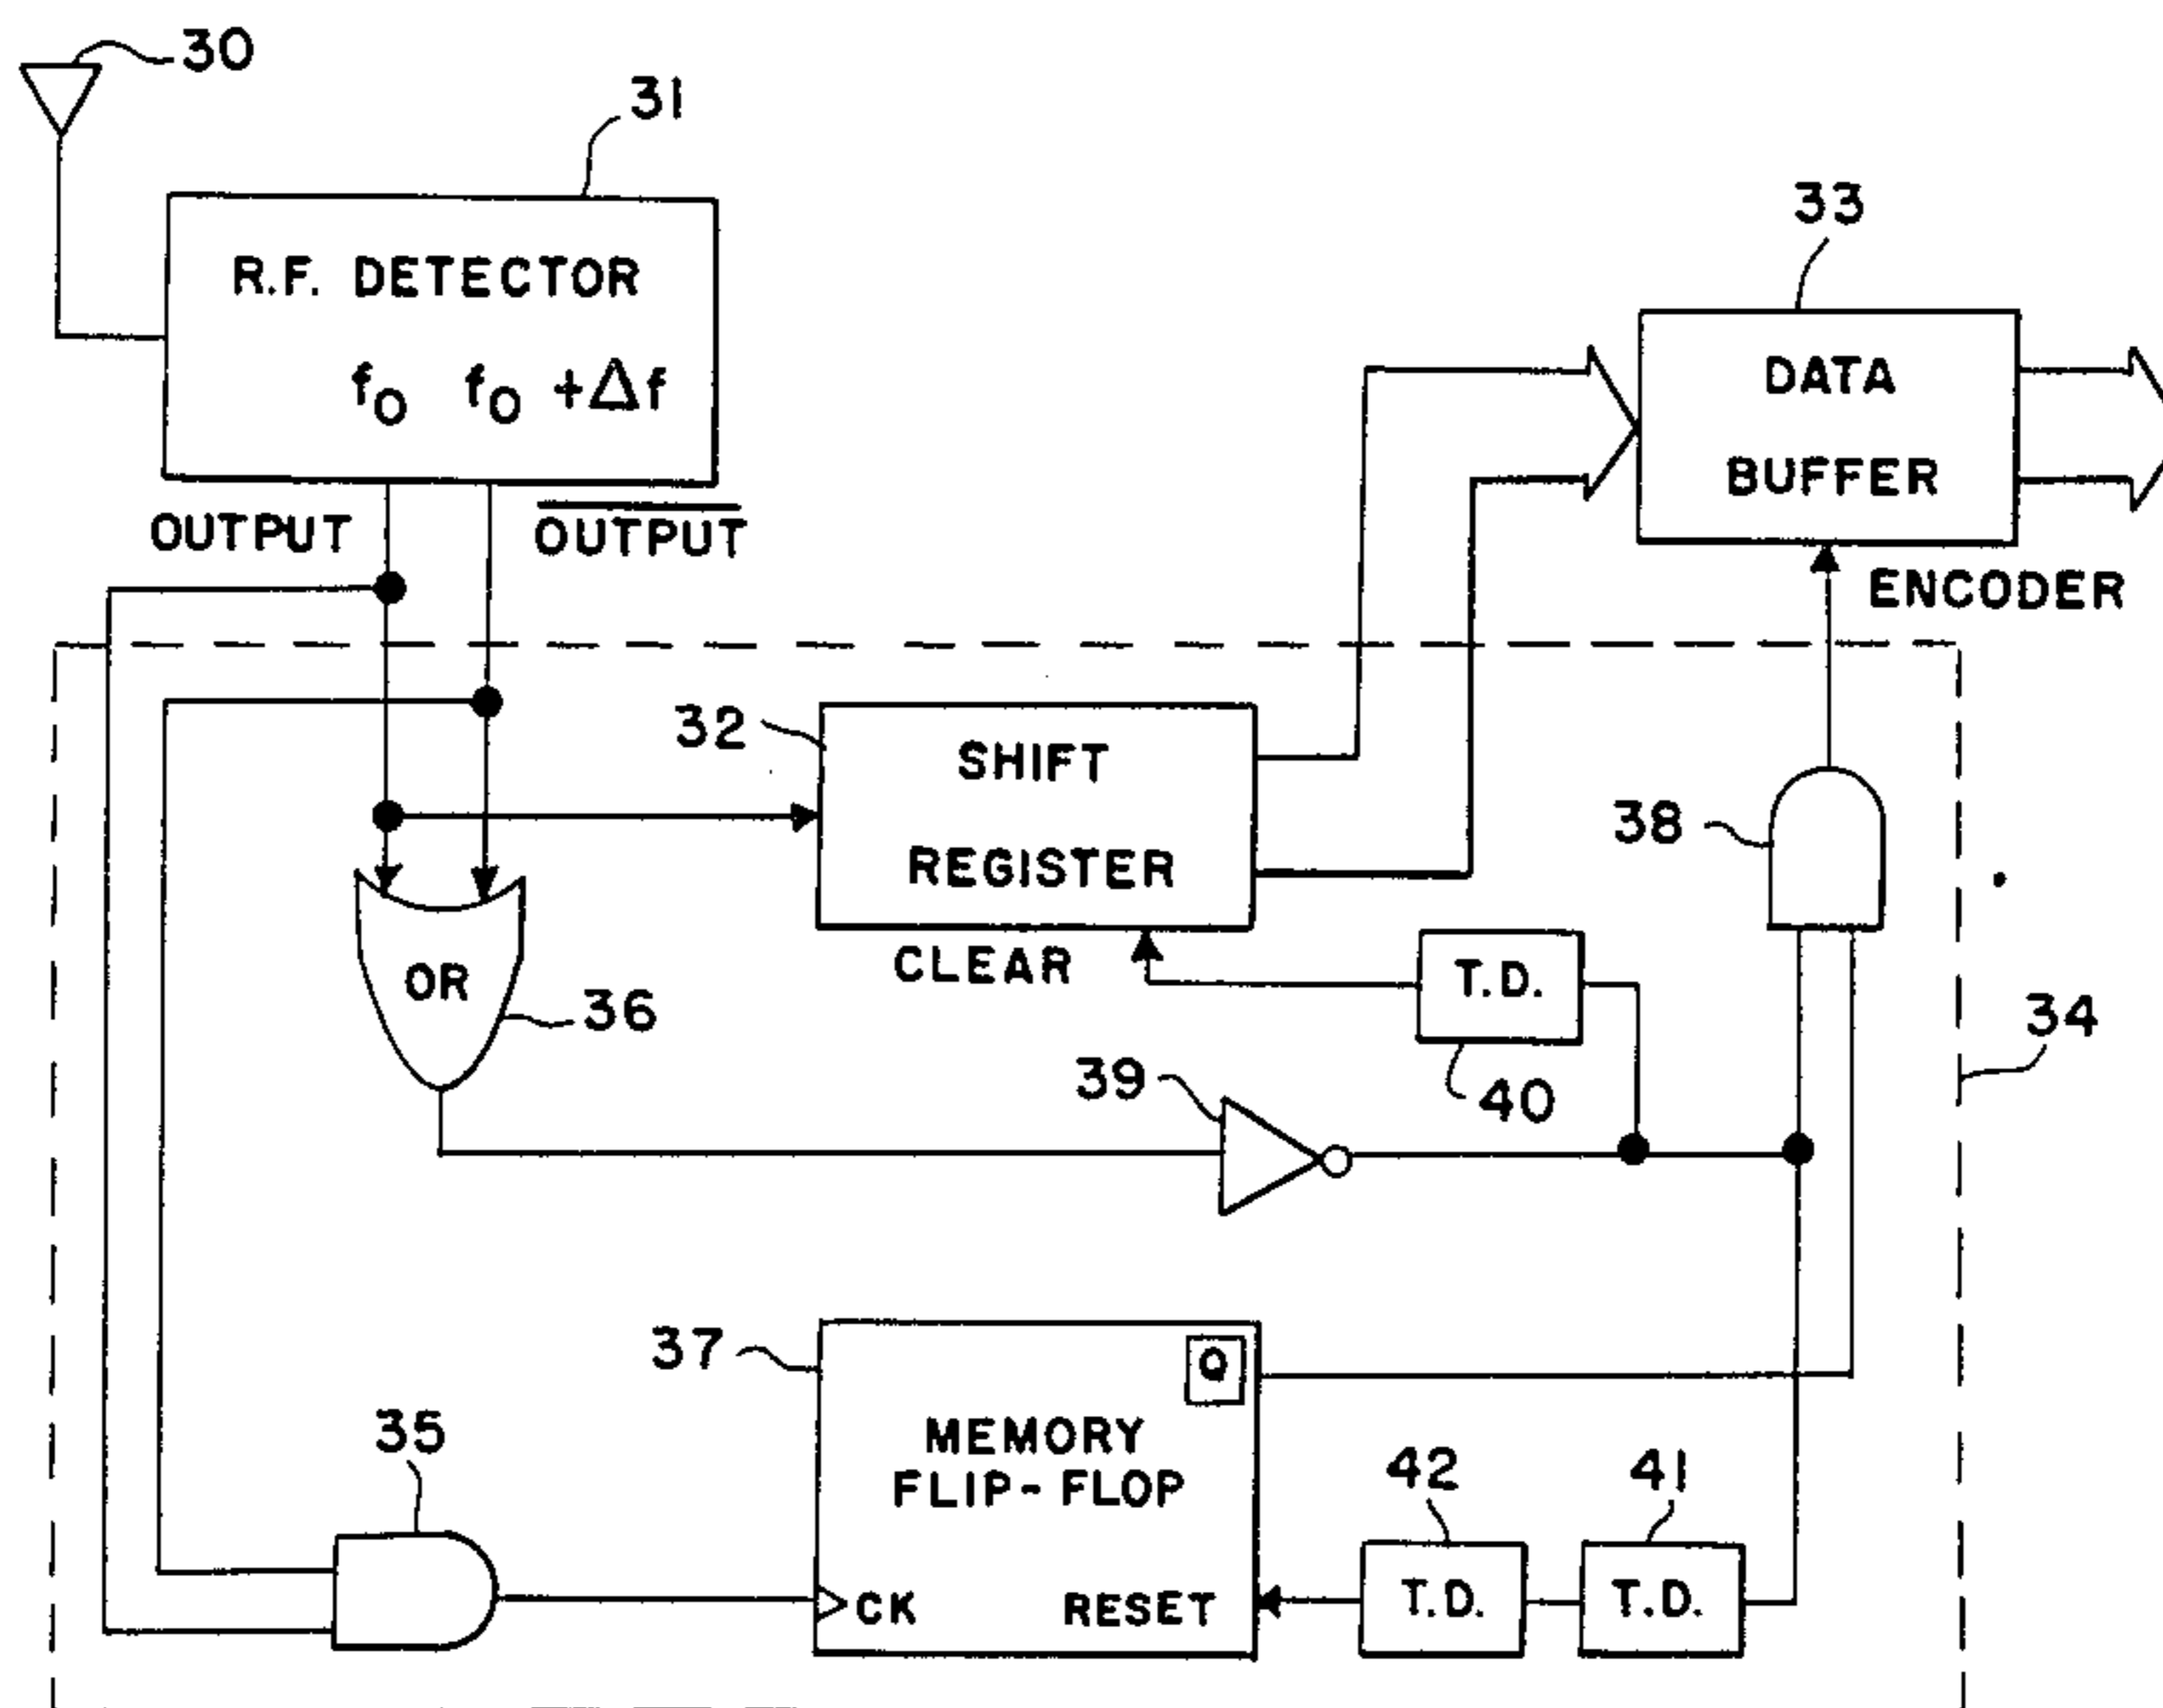 30
31
R.F. DETECTOR
f₀ f₀ +Δf
OUTPUT
O̅U̅T̅P̅U̅T̅
33
DATA
BUFFER
ENCODER
32
SHIFT
REGISTER
CLEAR
38
T.D.
40
34
OR
36
39
37
Q
MEMORY
FLIP-FLOP
CK
RESET
35
42
41
T.D.
T.D.